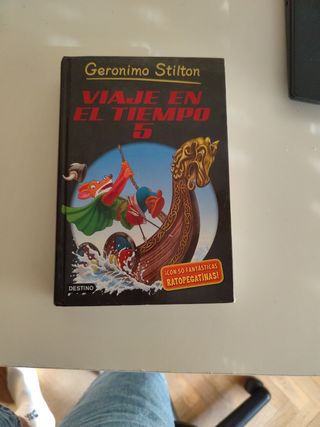 Geronimo Stilton
VIAJE EN
EL TIEMPO
5
¡CON 50 FANTÁSTICAS
RATOPEGATINAS!
DESTINO